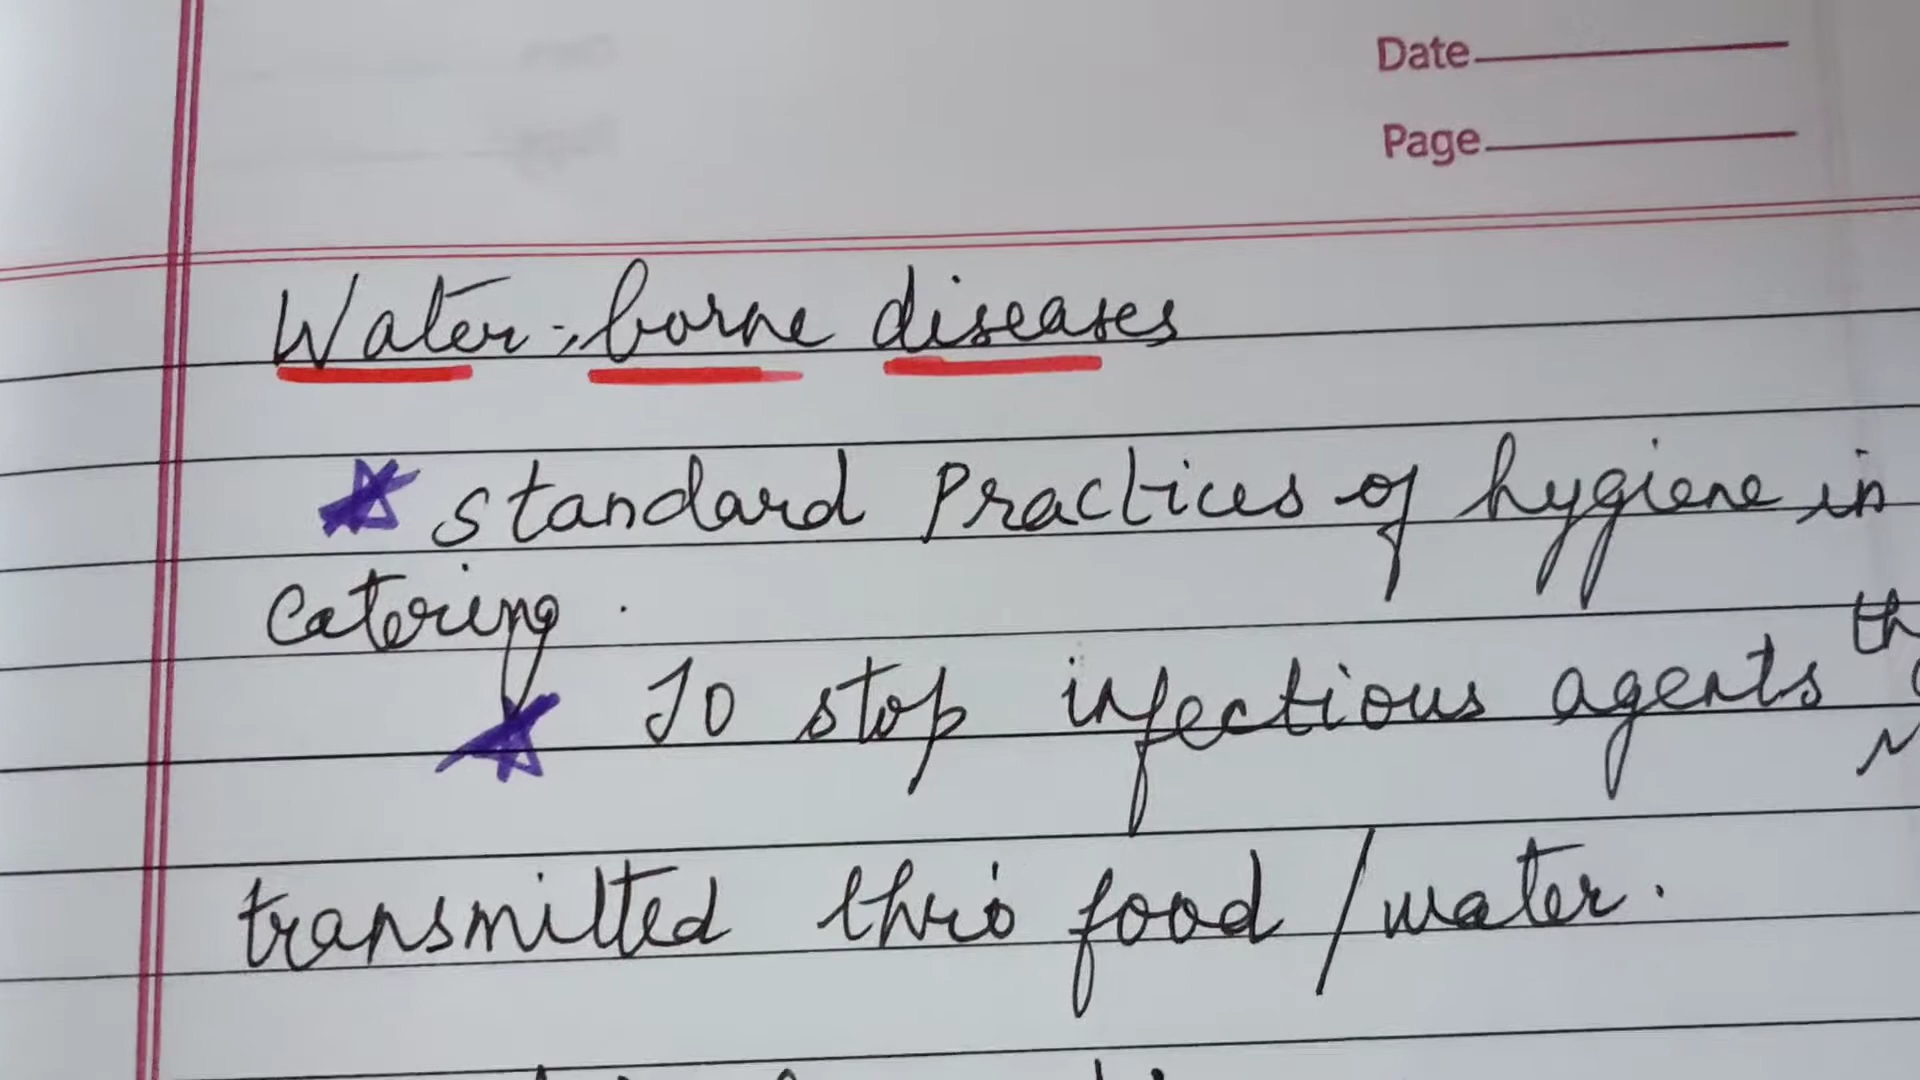 Date
Page
Water-borne diseases
standard Practices of hygiene in
Catering.
To stop infectious agents
transmitted thro food / water.